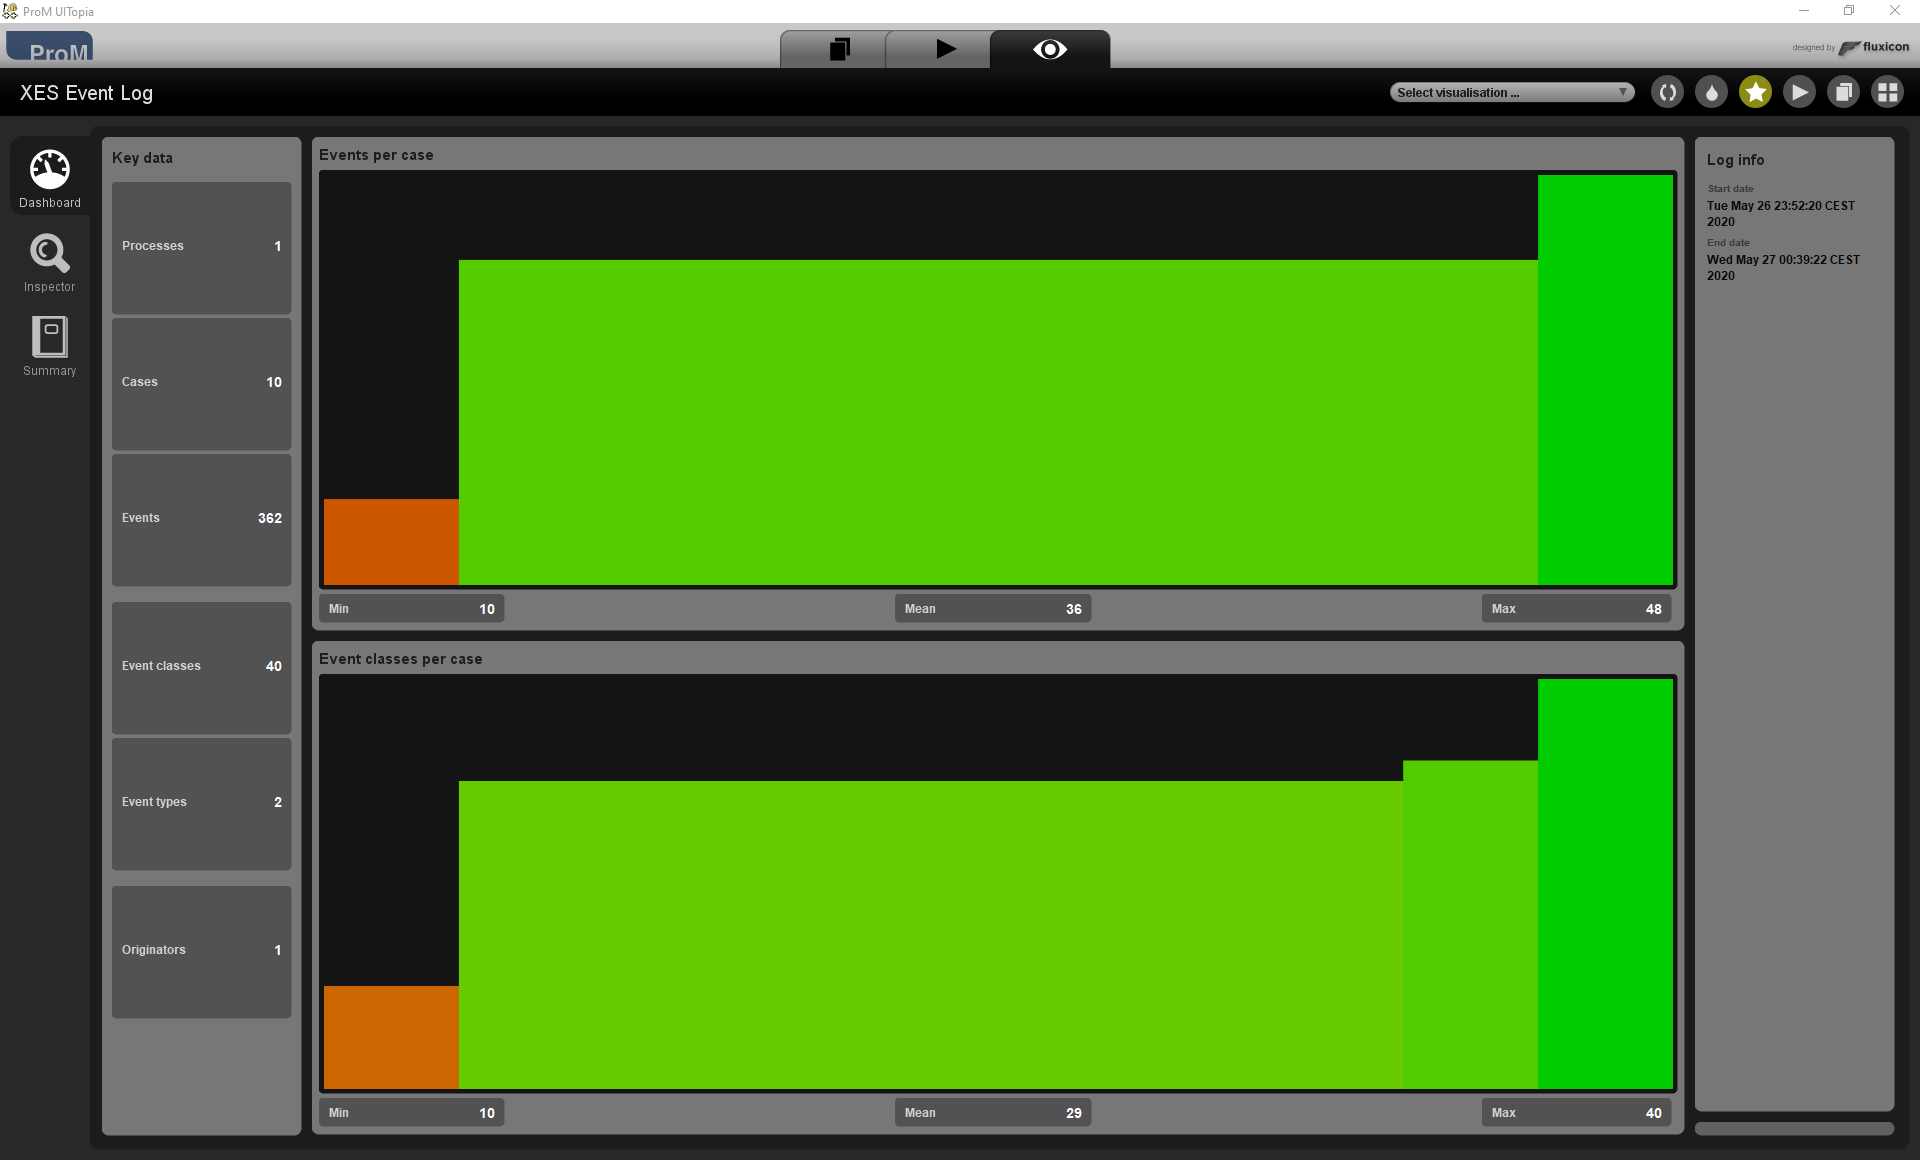 ProM UITopia
ProM
designed by fluxicon
XES Event Log
Select visualisation ...
Dashboard
Inspector
Summary
Key data
Processes 1
Cases 10
Events 362
Event classes 40
Event types 2
Originators 1
Events per case
Min 10
Mean 36
Max 48
Event classes per case
Min 10
Mean 29
Max 40
Log info
Start date
Tue May 26 23:52:20 CEST
2020
End date
Wed May 27 00:39:22 CEST
2020